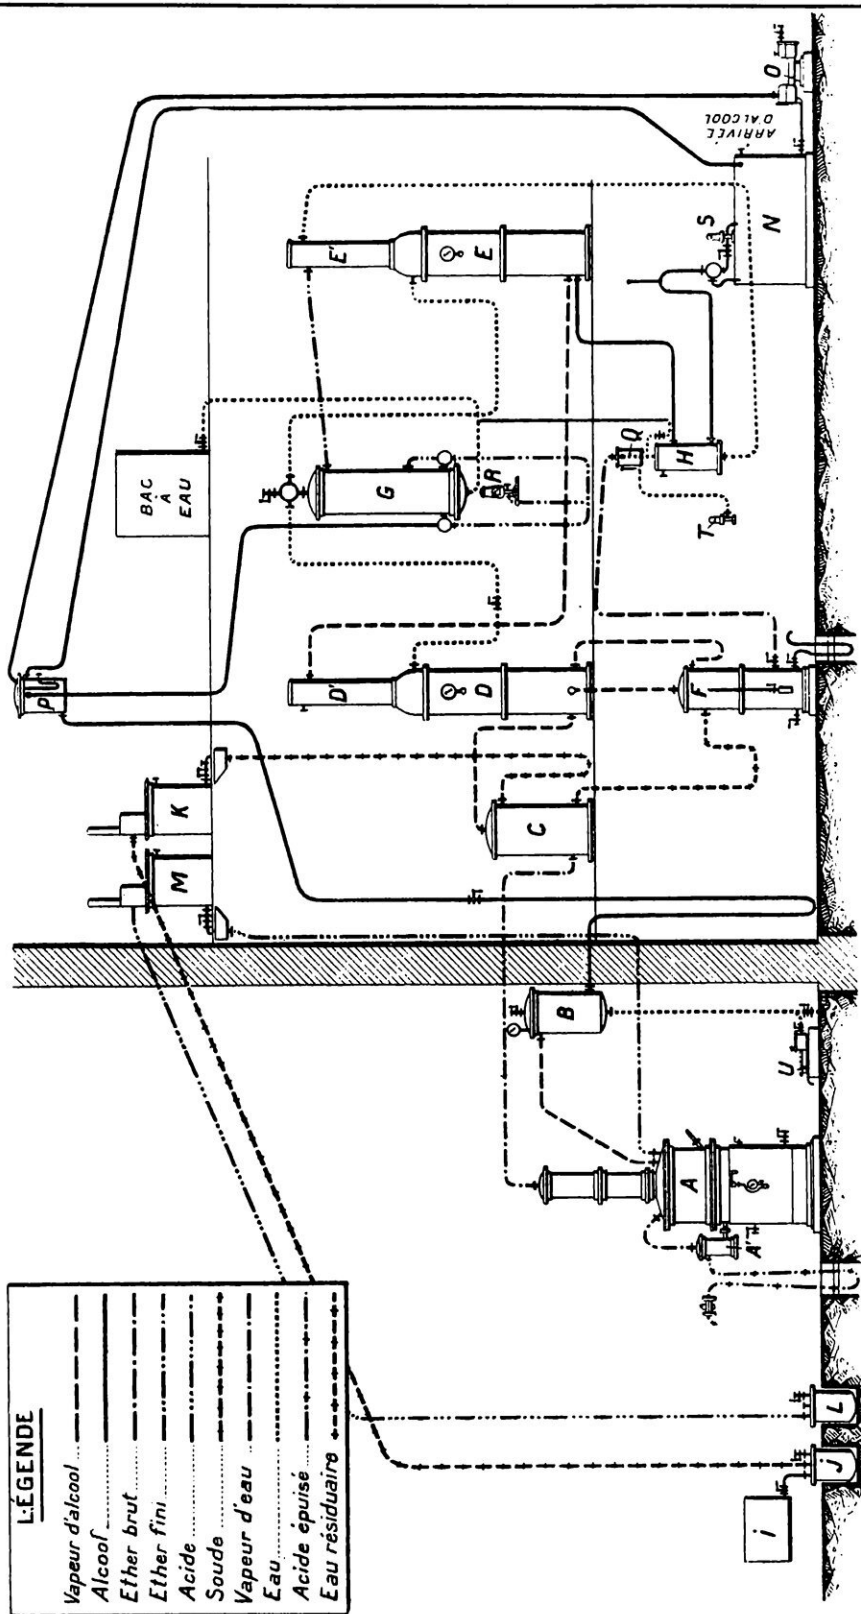 LÉGENDE
Vapeur d'alcool
Alcool
Ether brut
Ether fini
Acide
Soude
Vapeur d'eau
Eau
Acide épuisé
Eau résiduaire
i
J
L
A'
A
U
B
M
K
P
C
D'
D
F
BAC
À
EAU
G
R
T
Q
H
E'
E
S
N
ARRIVÉE
D'ALCOOL
O